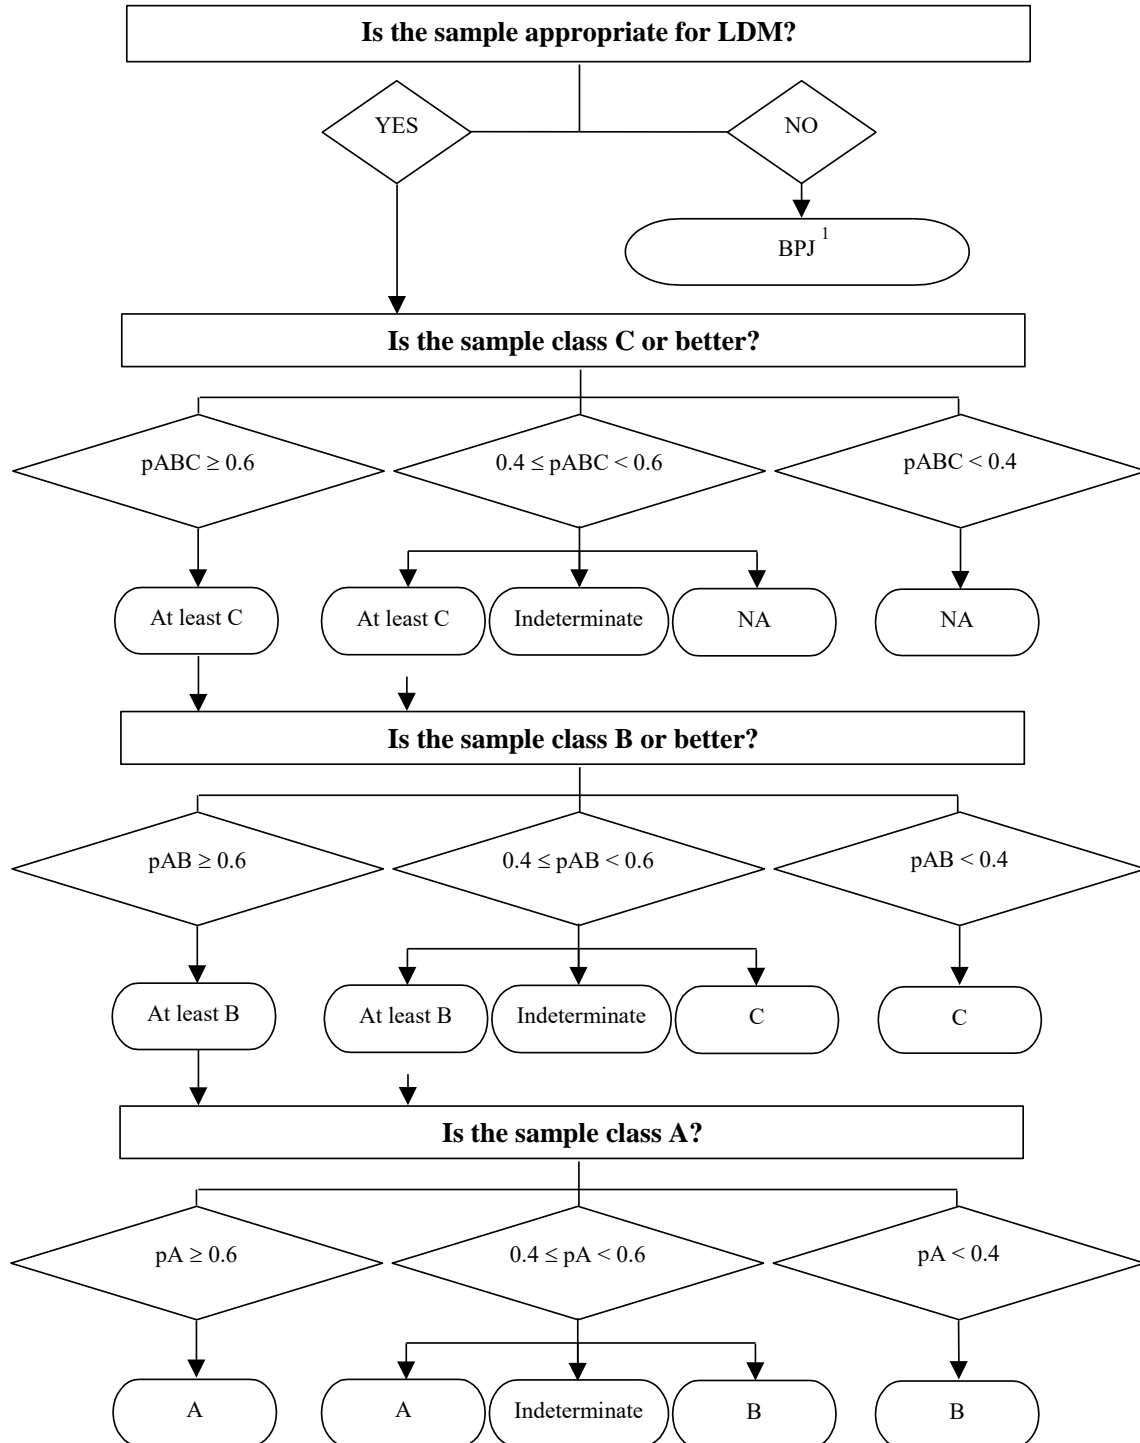 Is the sample appropriate for LDM?
YES
NO
BPJ 1
Is the sample class C or better?
pABC ≥ 0.6
0.4 ≤ pABC < 0.6
pABC < 0.4
At least C
At least C
Indeterminate
NA
NA
Is the sample class B or better?
pAB ≥ 0.6
0.4 ≤ pAB < 0.6
pAB < 0.4
At least B
At least B
Indeterminate
C
C
Is the sample class A?
pA ≥ 0.6
0.4 ≤ pA < 0.6
pA < 0.4
A
A
Indeterminate
B
B